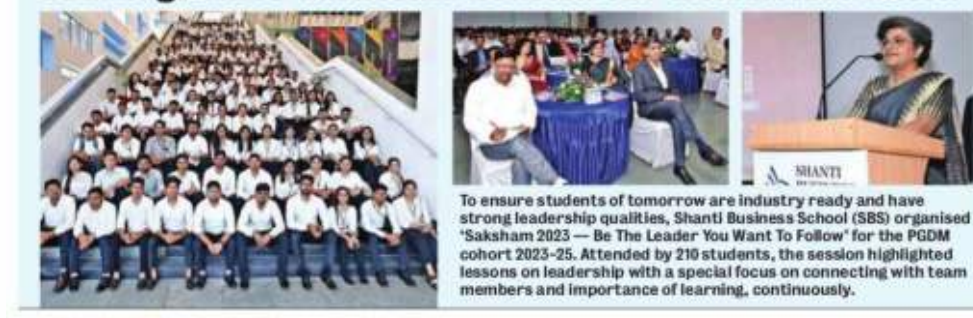 SHANTI
To ensure students of tomorrow are industry ready and have
strong leadership qualities, Shanti Business School (SBS) organised
"Saksham 2023 — Be The Leader You Want To Follow" for the PGDM
cohort 2023-25. Attended by 210 students, the session highlighted
lessons on leadership with a special focus on connecting with team
members and importance of learning, continuously.